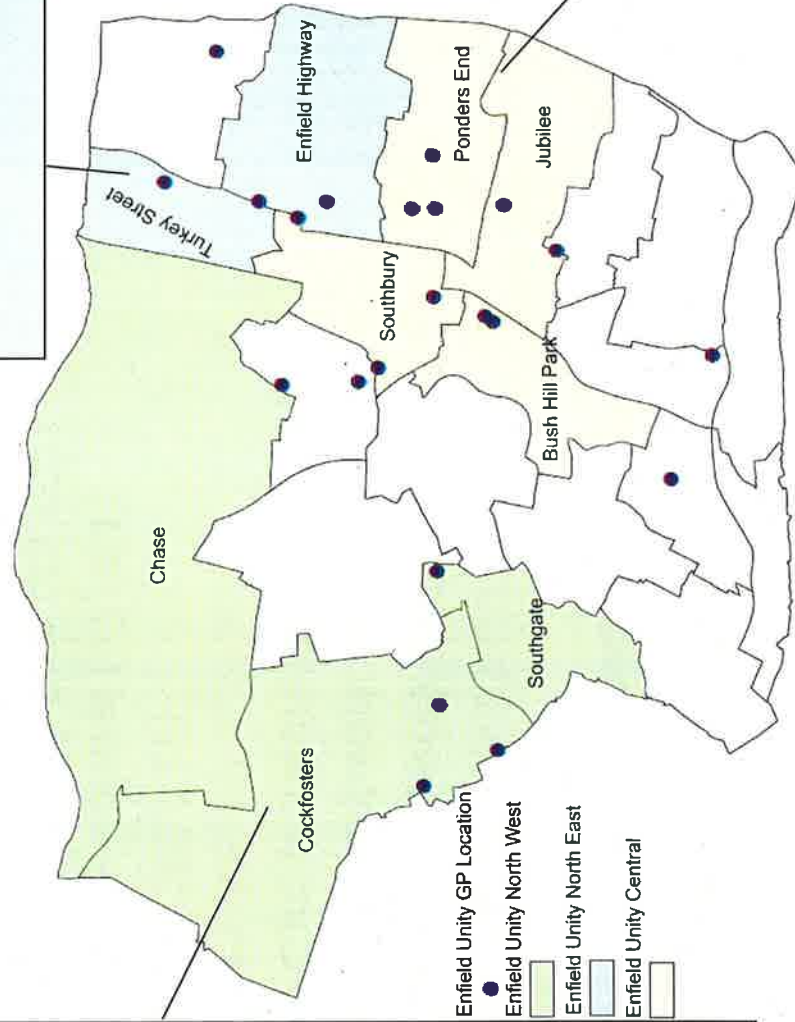 Turkey Street
Enfield Highway
Ponders End
Jubilee
Southbury
Bush Hill Park
Chase
Southgate
Cockfosters
Enfield Unity GP Location
Enfield Unity North West
Enfield Unity North East
Enfield Unity Central